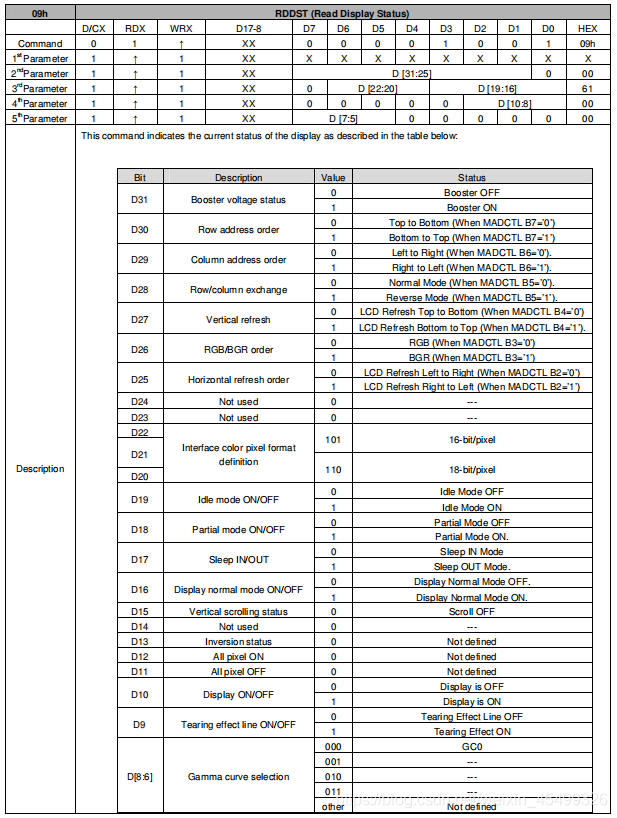 09h RDDST (Read Display Status)
D/CX RDX WRX D17-8 D7 D6 D5 D4 D3 D2 D1 D0 HEX
Command 0 1 ↑ XX 0 0 0 0 1 0 0 1 09h
1st Parameter 1 ↑ 1 XX X X X X X X X X X
2nd Parameter 1 ↑ 1 XX D [31:25] 0 00
3rd Parameter 1 ↑ 1 XX 0 D [22:20] D [19:16] 61
4th Parameter 1 ↑ 1 XX 0 0 0 0 0 D [10:8] 00
5th Parameter 1 ↑ 1 XX D [7:5] 0 0 0 0 0 00
This command indicates the current status of the display as described in the table below:
Bit Description Value Status
D31 Booster voltage status 0 Booster OFF
1 Booster ON
D30 Row address order 0 Top to Bottom (When MADCTL B7='0')
1 Bottom to Top (When MADCTL B7='1')
D29 Column address order 0 Left to Right (When MADCTL B6='0').
1 Right to Left (When MADCTL B6='1').
D28 Row/column exchange 0 Normal Mode (When MADCTL B5='0').
1 Reverse Mode (When MADCTL B5='1').
D27 Vertical refresh 0 LCD Refresh Top to Bottom (When MADCTL B4='0')
1 LCD Refresh Bottom to Top (When MADCTL B4='1').
D26 RGB/BGR order 0 RGB (When MADCTL B3='0')
1 BGR (When MADCTL B3='1')
D25 Horizontal refresh order 0 LCD Refresh Left to Right (When MADCTL B2='0')
1 LCD Refresh Right to Left (When MADCTL B2='1')
D24 Not used 0 ---
D23 Not used 0 ---
D22
D21 Interface color pixel format definition 101 16-bit/pixel
D20 110 18-bit/pixel
Description
D19 Idle mode ON/OFF 0 Idle Mode OFF
1 Idle Mode ON
D18 Partial mode ON/OFF 0 Partial Mode OFF
1 Partial Mode ON.
D17 Sleep IN/OUT 0 Sleep IN Mode
1 Sleep OUT Mode.
D16 Display normal mode ON/OFF 0 Display Normal Mode OFF.
1 Display Normal Mode ON.
D15 Vertical scrolling status 0 Scroll OFF
D14 Not used 0 ---
D13 Inversion status 0 Not defined
D12 All pixel ON 0 Not defined
D11 All pixel OFF 0 Not defined
D10 Display ON/OFF 0 Display is OFF
1 Display is ON
D9 Tearing effect line ON/OFF 0 Tearing Effect Line OFF
1 Tearing Effect ON
D[8:6] Gamma curve selection 000 GC0
001 ---
010 ---
011 ---
other Not defined
https://blog.csdn.net/weixin_45499326